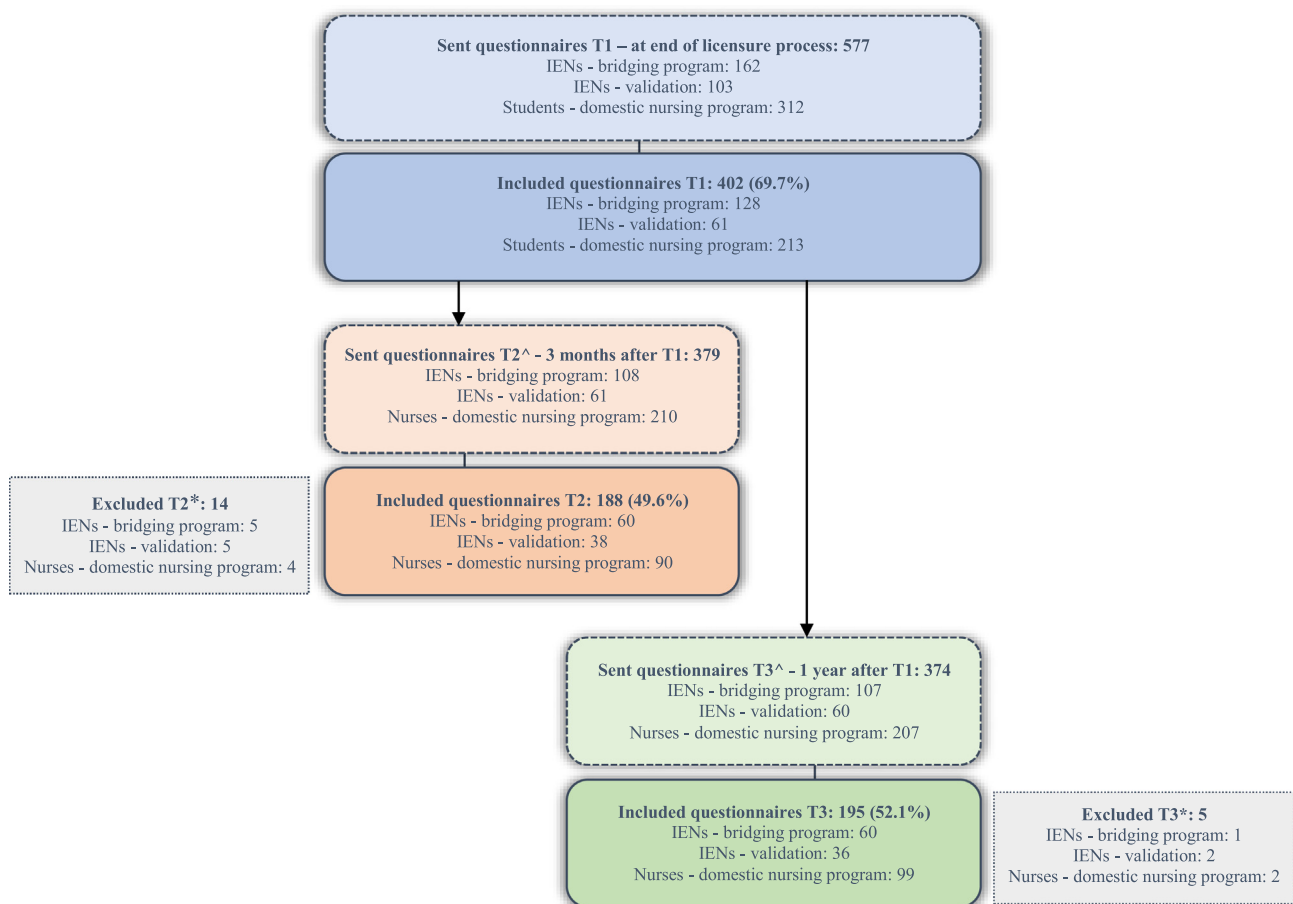 Sent questionnaires T1 – at end of licensure process: 577
IENs - bridging program: 162
IENs - validation: 103
Students - domestic nursing program: 312
Included questionnaires T1: 402 (69.7%)
IENs - bridging program: 128
IENs - validation: 61
Students - domestic nursing program: 213
Sent questionnaires T2^ - 3 months after T1: 379
IENs - bridging program: 108
IENs - validation: 61
Nurses - domestic nursing program: 210
Excluded T2*: 14
IENs - bridging program: 5
IENs - validation: 5
Nurses - domestic nursing program: 4
Included questionnaires T2: 188 (49.6%)
IENs - bridging program: 60
IENs - validation: 38
Nurses - domestic nursing program: 90
Sent questionnaires T3^ - 1 year after T1: 374
IENs - bridging program: 107
IENs - validation: 60
Nurses - domestic nursing program: 207
Included questionnaires T3: 195 (52.1%)
IENs - bridging program: 60
IENs - validation: 36
Nurses - domestic nursing program: 99
Excluded T3*: 5
IENs - bridging program: 1
IENs - validation: 2
Nurses - domestic nursing program: 2